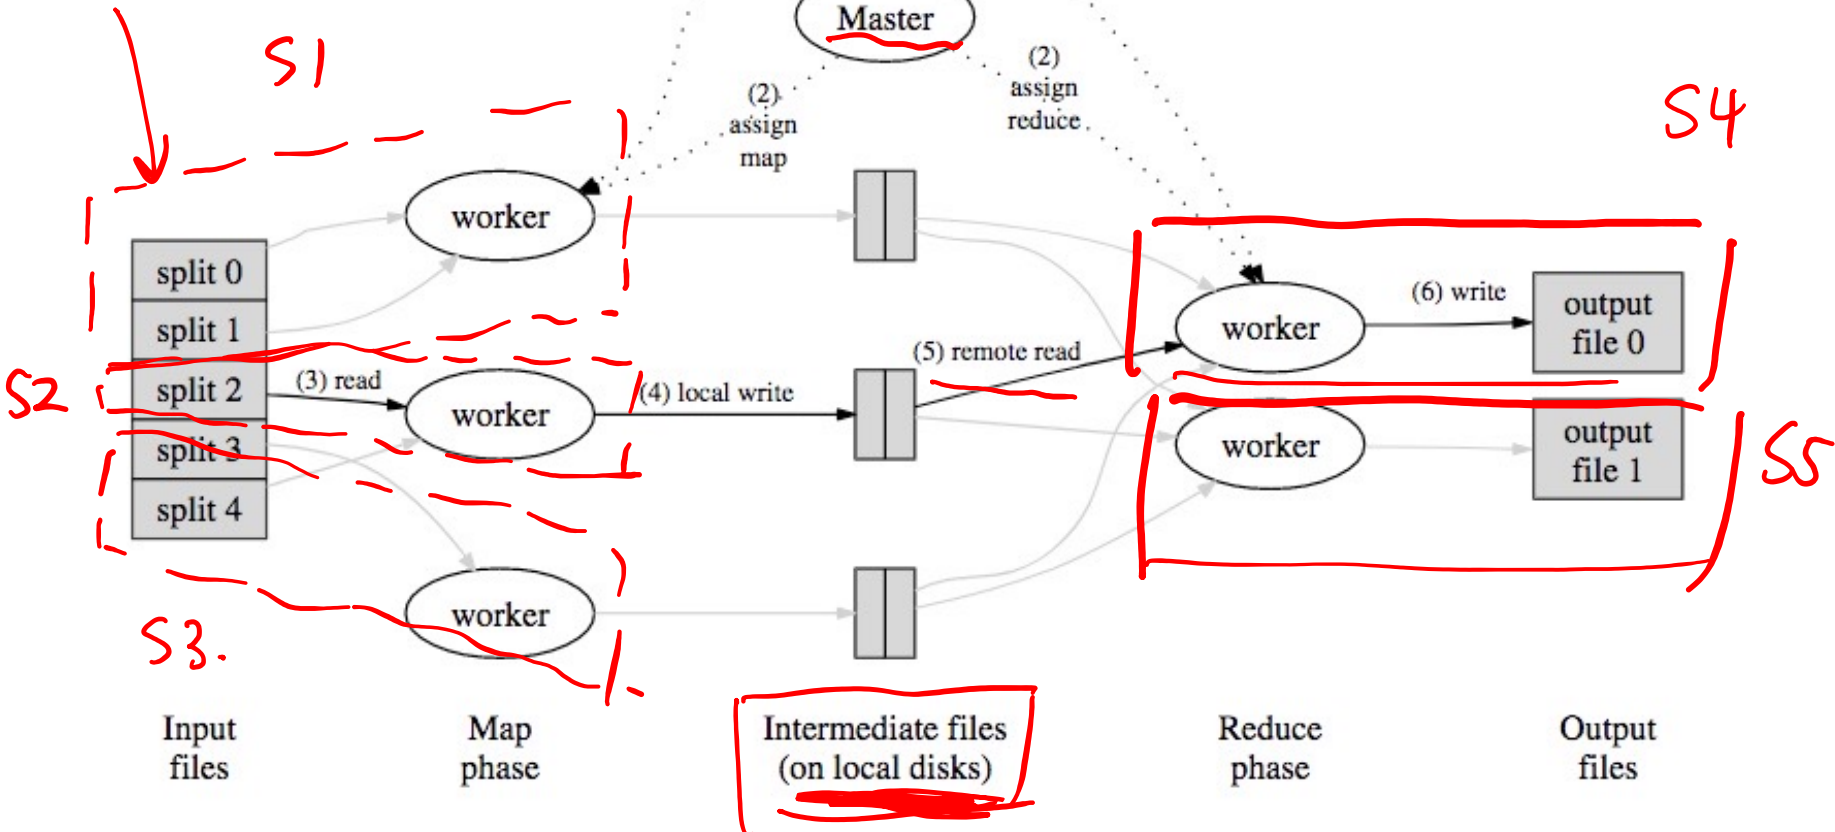 Master
S1
(2)
assign
map
(2)
assign
reduce
S4
worker
split 0
split 1
split 2
split 3
split 4
S2
(3) read
worker
(4) local write
(5) remote read
worker
(6) write
output
file 0
worker
output
file 1
S5
worker
S3.
Input
files
Map
phase
Intermediate files
(on local disks)
Reduce
phase
Output
files